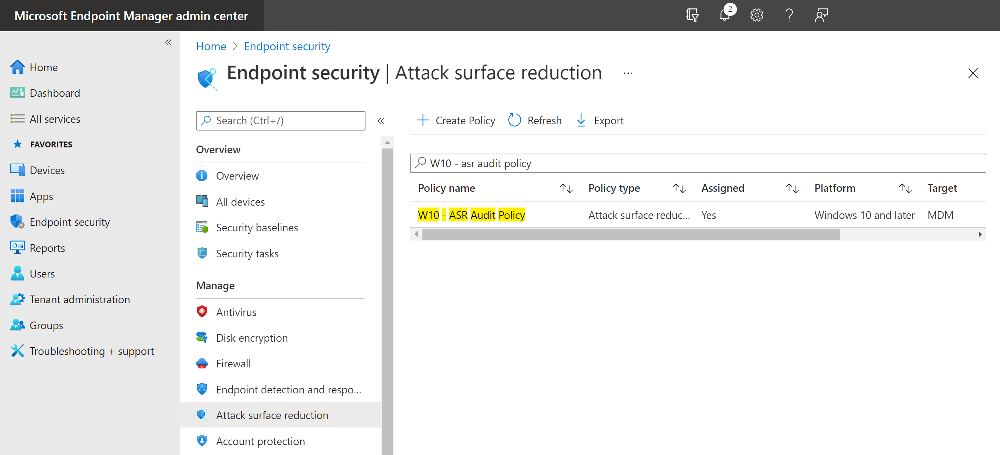 Microsoft Endpoint Manager admin center
2
Home
Dashboard
All services
FAVORITES
Devices
Apps
Endpoint security
Reports
Users
Tenant administration
Groups
Troubleshooting + support
Home > Endpoint security
Endpoint security | Attack surface reduction ...
Search (Ctrl+/)
Overview
Overview
All devices
Security baselines
Security tasks
Manage
Antivirus
Disk encryption
Firewall
Endpoint detection and respo...
Attack surface reduction
Account protection
Create Policy Refresh Export
W10 - asr audit policy
Policy name Policy type Assigned Platform Target
W10 - ASR Audit Policy Attack surface reduc... Yes Windows 10 and later MDM